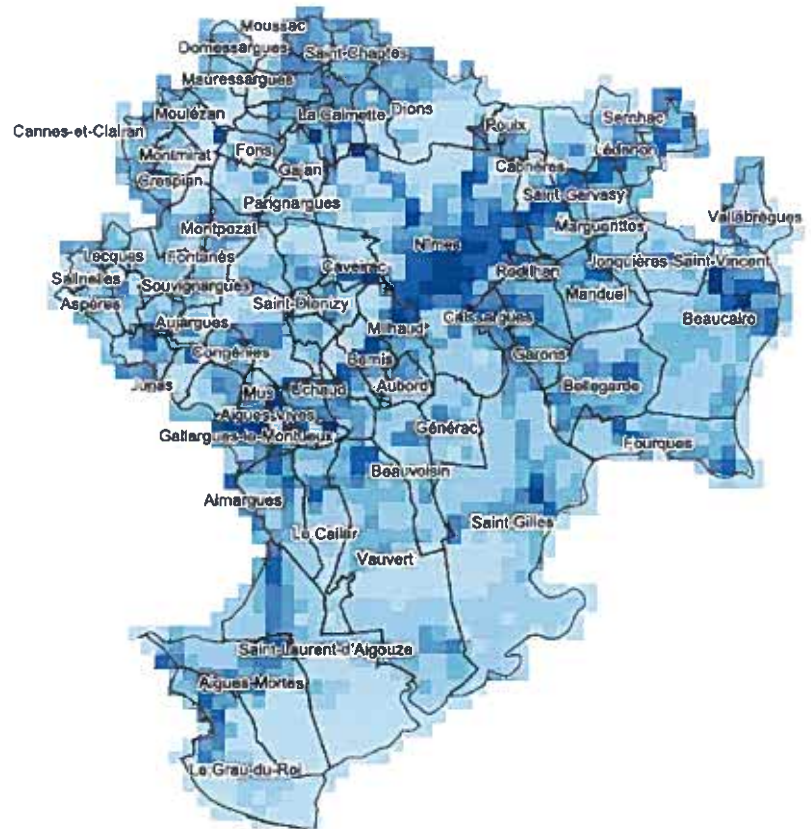 Moussac
Domessargues
Saint-Chaptes
Mauressargues
Moulézan
La Calmette
Dions
Sernhac
Cannes-et-Clairan
Poulx
Fons
Lédenon
Montmirat
Gajan
Cabrières
Crespian
Saint-Gervasy
Parignargues
Vallabrègues
Montpezat
Marguerittes
Nîmes
Lecques
Fontanès
Caveirac
Rodilhan
Jonquières-Saint-Vincent
Salinelles
Souvignargues
Manduel
Aspères
Saint-Dionizy
Beaucaire
Aujargues
Milhaud
Caissargues
Congénies
Bernis
Garons
Junas
Mus
Uchaud
Aubord
Bellegarde
Aigues-Vives
Gallargues-le-Montueux
Générac
Fourques
Beauvoisin
Aimargues
Saint-Gilles
Le Cailar
Vauvert
Saint-Laurent-d'Aigouze
Aigues-Mortes
Le Grau-du-Roi